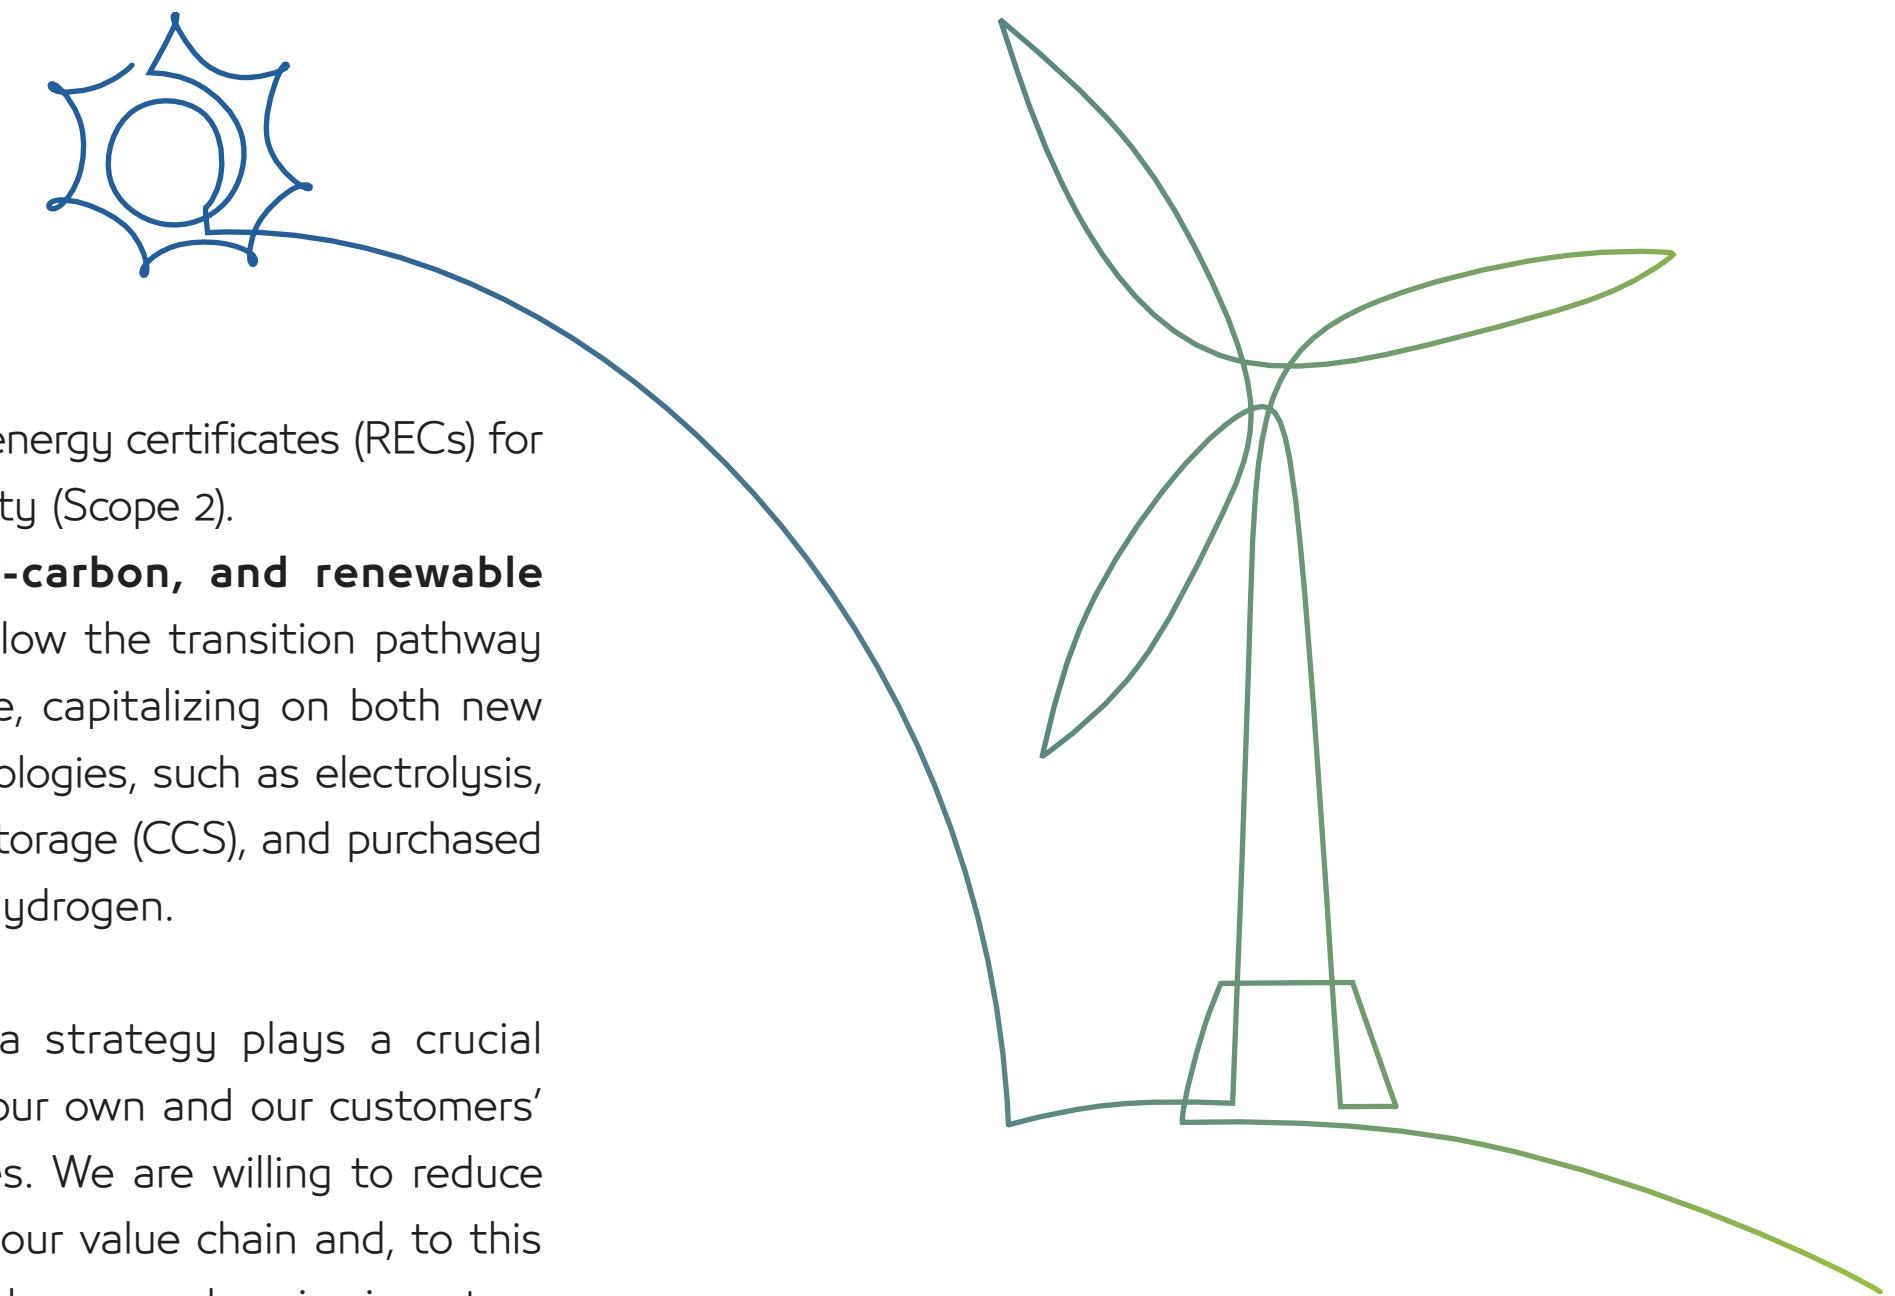 energy certificates (RECs) for
ty (Scope 2).
-carbon, and renewable
low the transition pathway
e, capitalizing on both new
ologies, such as electrolysis,
torage (CCS), and purchased
ydrogen.
a strategy plays a crucial
our own and our customers’
es. We are willing to reduce
our value chain and, to this